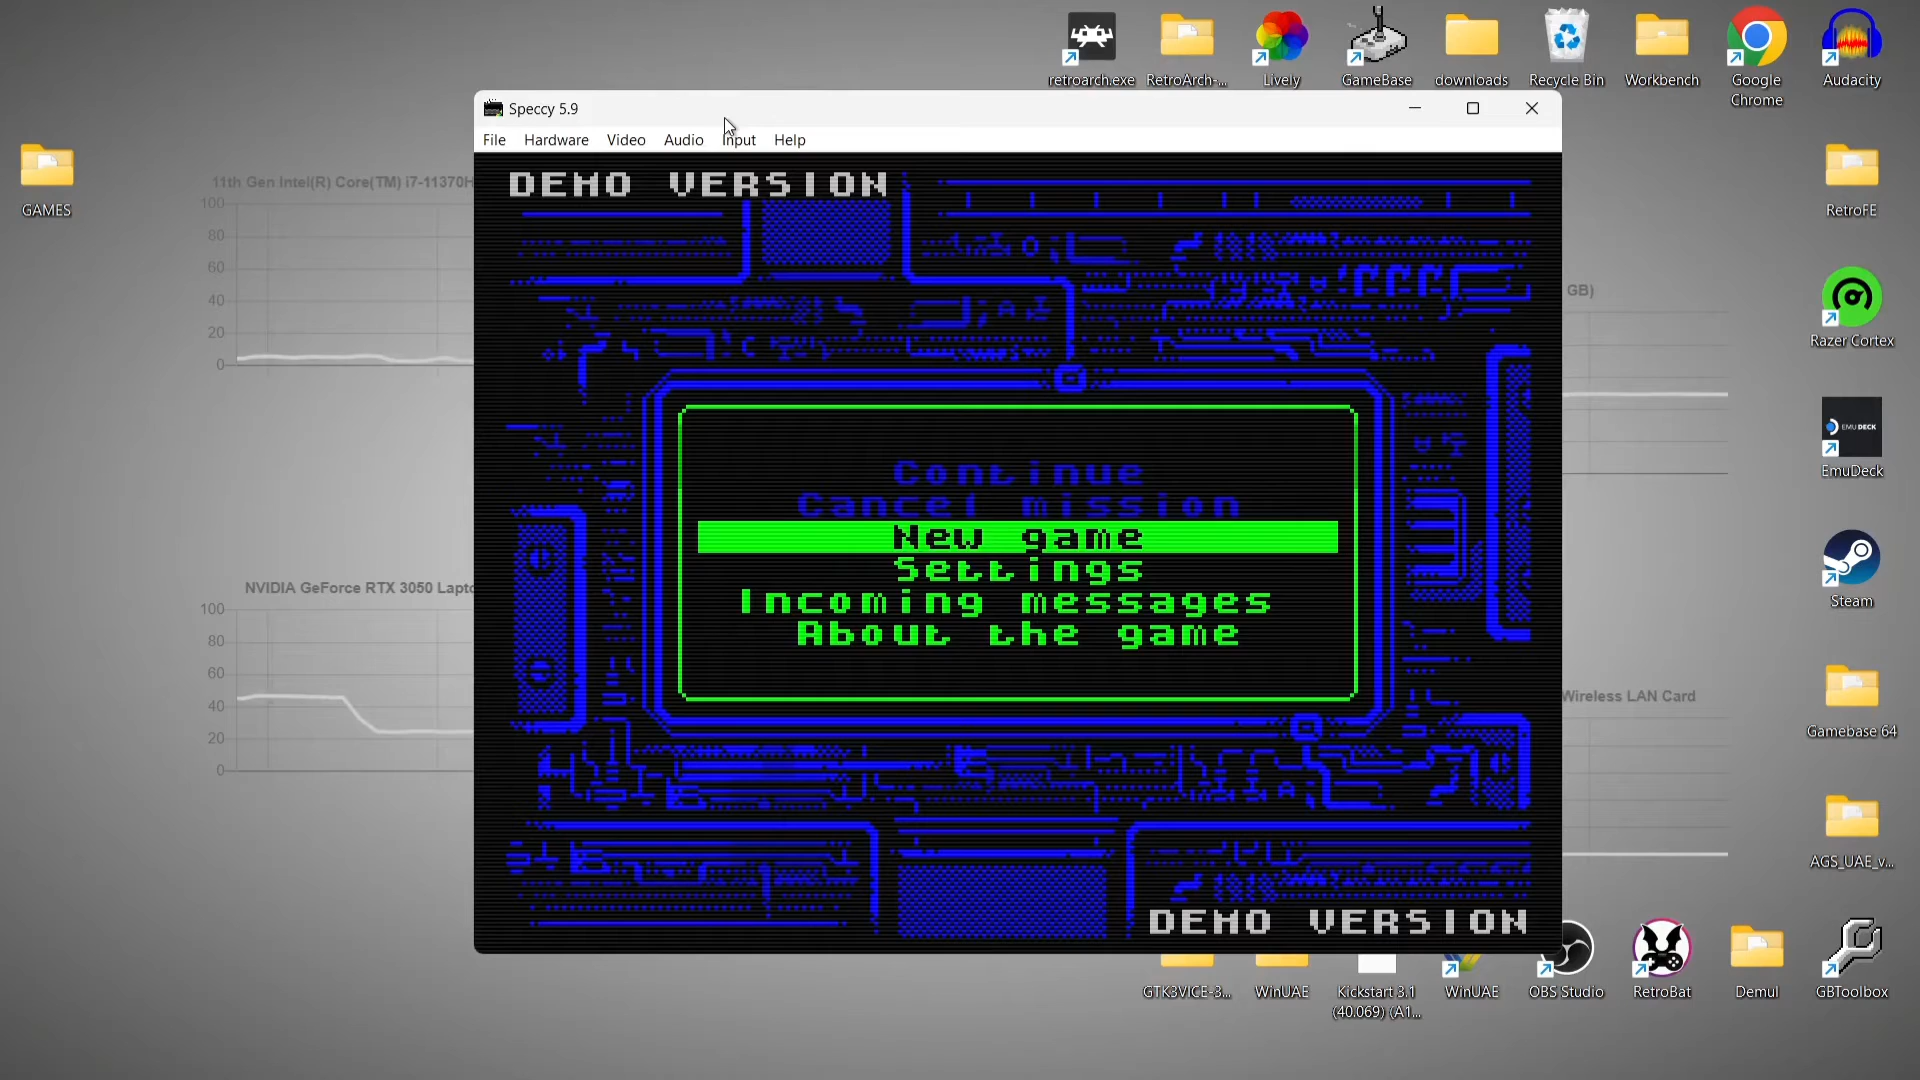 retroarch.exe
RetroArch-...
Lively
GameBase
downloads
Recycle Bin
Workbench
Google
Chrome
Audacity
Speccy 5.9
File Hardware Video Audio Input Help
GAMES
11th Gen Intel(R) Core(TM) i7-11370H
100
80
60
40
20
0
DEMO VERSION
GB)
RetroFE
Razer Cortex
EMUDECK
EmuDeck
Continue
Cancel mission
New game
Settings
Incoming messages
About the game
Steam
NVIDIA GeForce RTX 3050 Lapto
100
80
60
40
20
0
Wireless LAN Card
Gamebase 64
AGS_UAE_v...
DEMO VERSION
GTK3VICE-3...
WinUAE
Kickstart 3.1
(40.069) (A1...
WinUAE
OBS Studio
RetroBat
Demul
GBToolbox